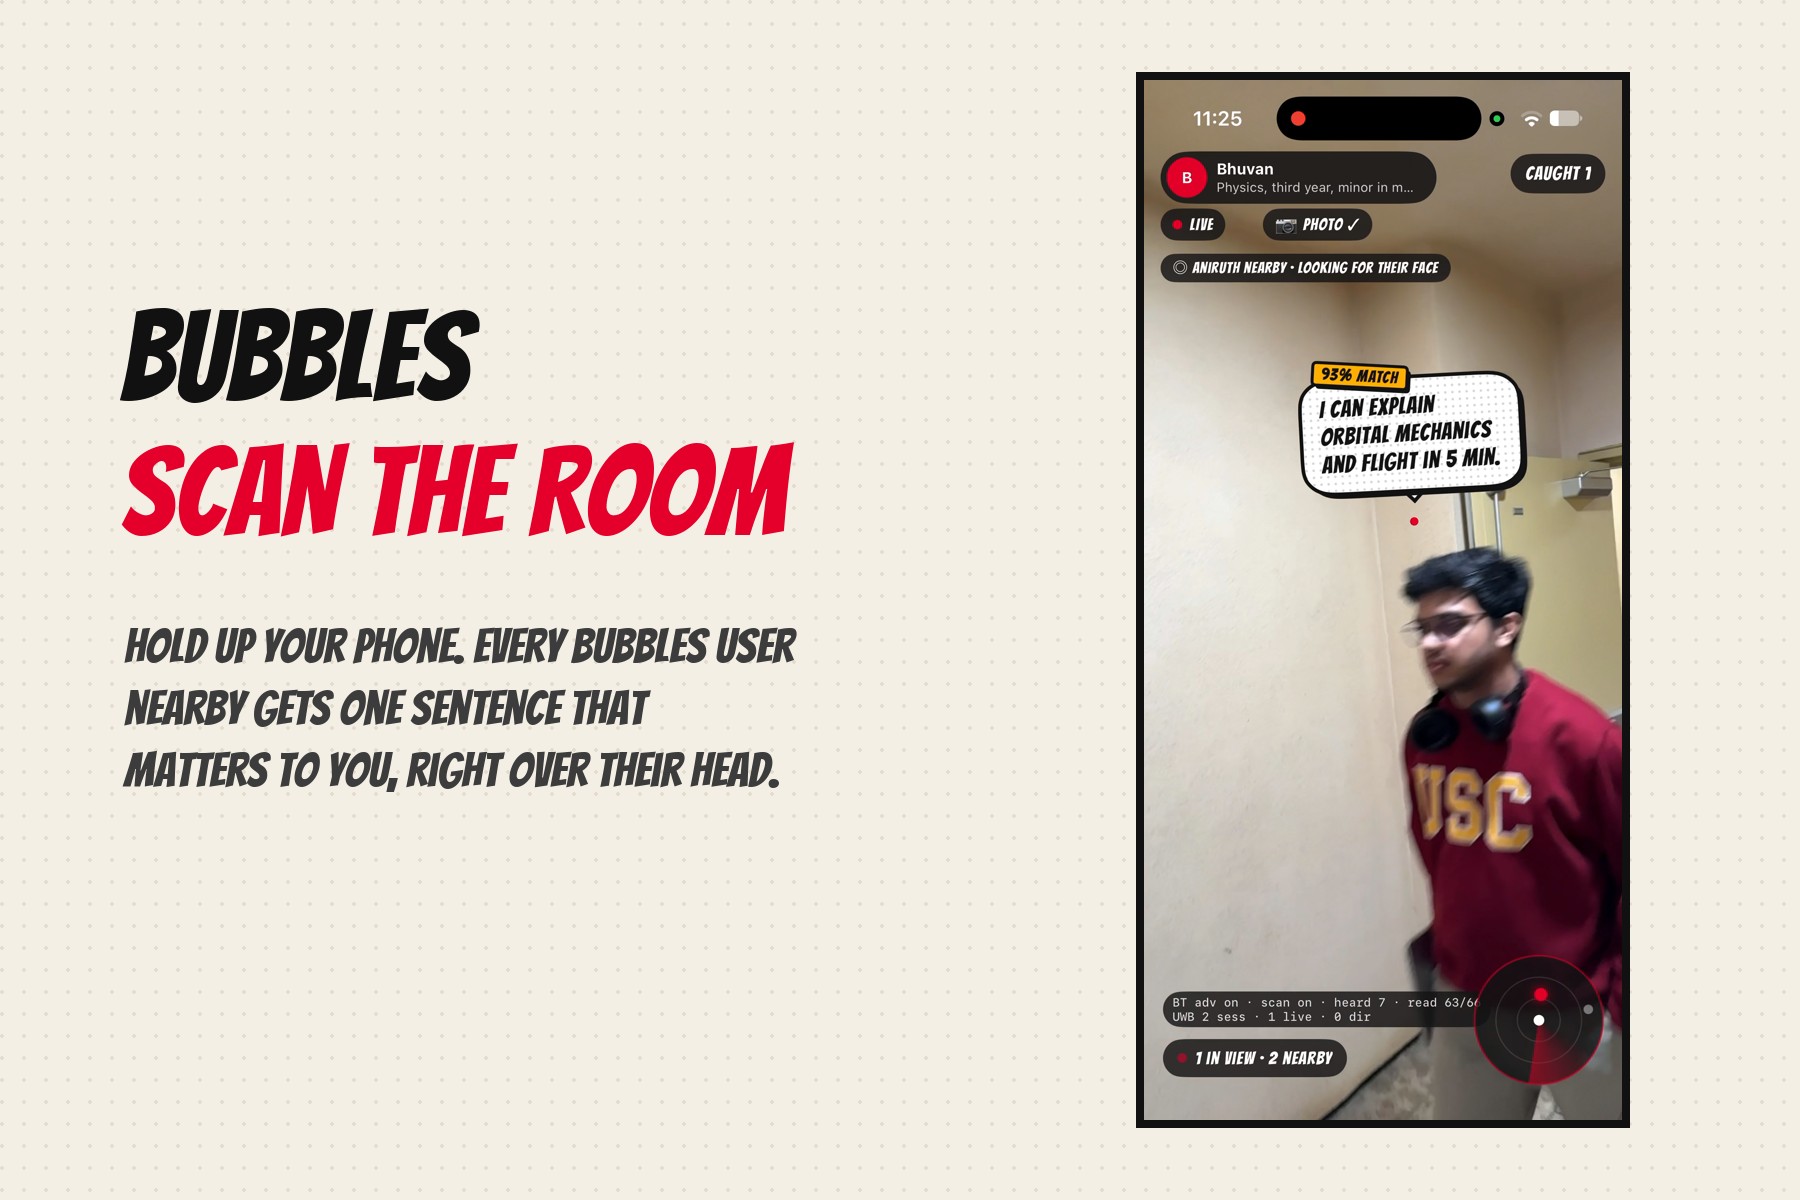 BUBBLES
SCAN THE ROOM
HOLD UP YOUR PHONE. EVERY BUBBLES USER
NEARBY GETS ONE SENTENCE THAT
MATTERS TO YOU, RIGHT OVER THEIR HEAD.
11:25
B
Bhuvan
Physics, third year, minor in m...
CAUGHT 1
LIVE
PHOTO ✓
ANIRUTH NEARBY · LOOKING FOR THEIR FACE
93% MATCH
I CAN EXPLAIN
ORBITAL MECHANICS
AND FLIGHT IN 5 MIN.
USC
BT adv on · scan on · heard 7 · read 63/66
UWB 2 sess · 1 live · 0 dir
1 IN VIEW · 2 NEARBY